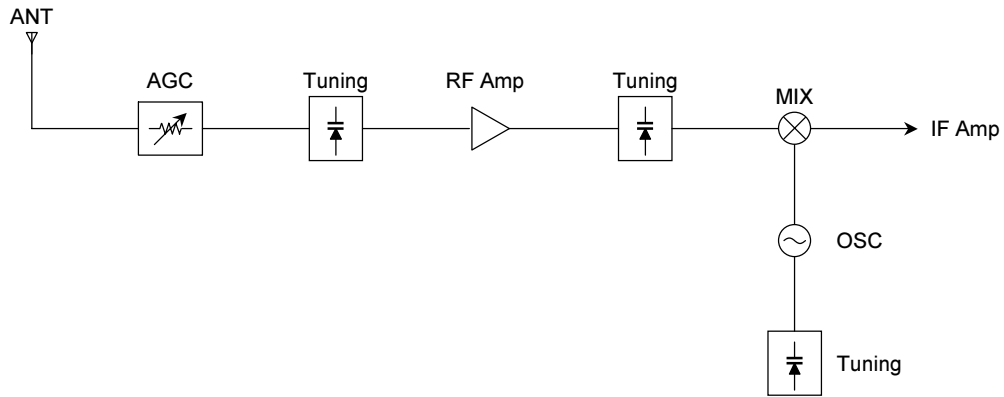 ANT
AGC
Tuning
RF Amp
Tuning
MIX
IF Amp
OSC
Tuning